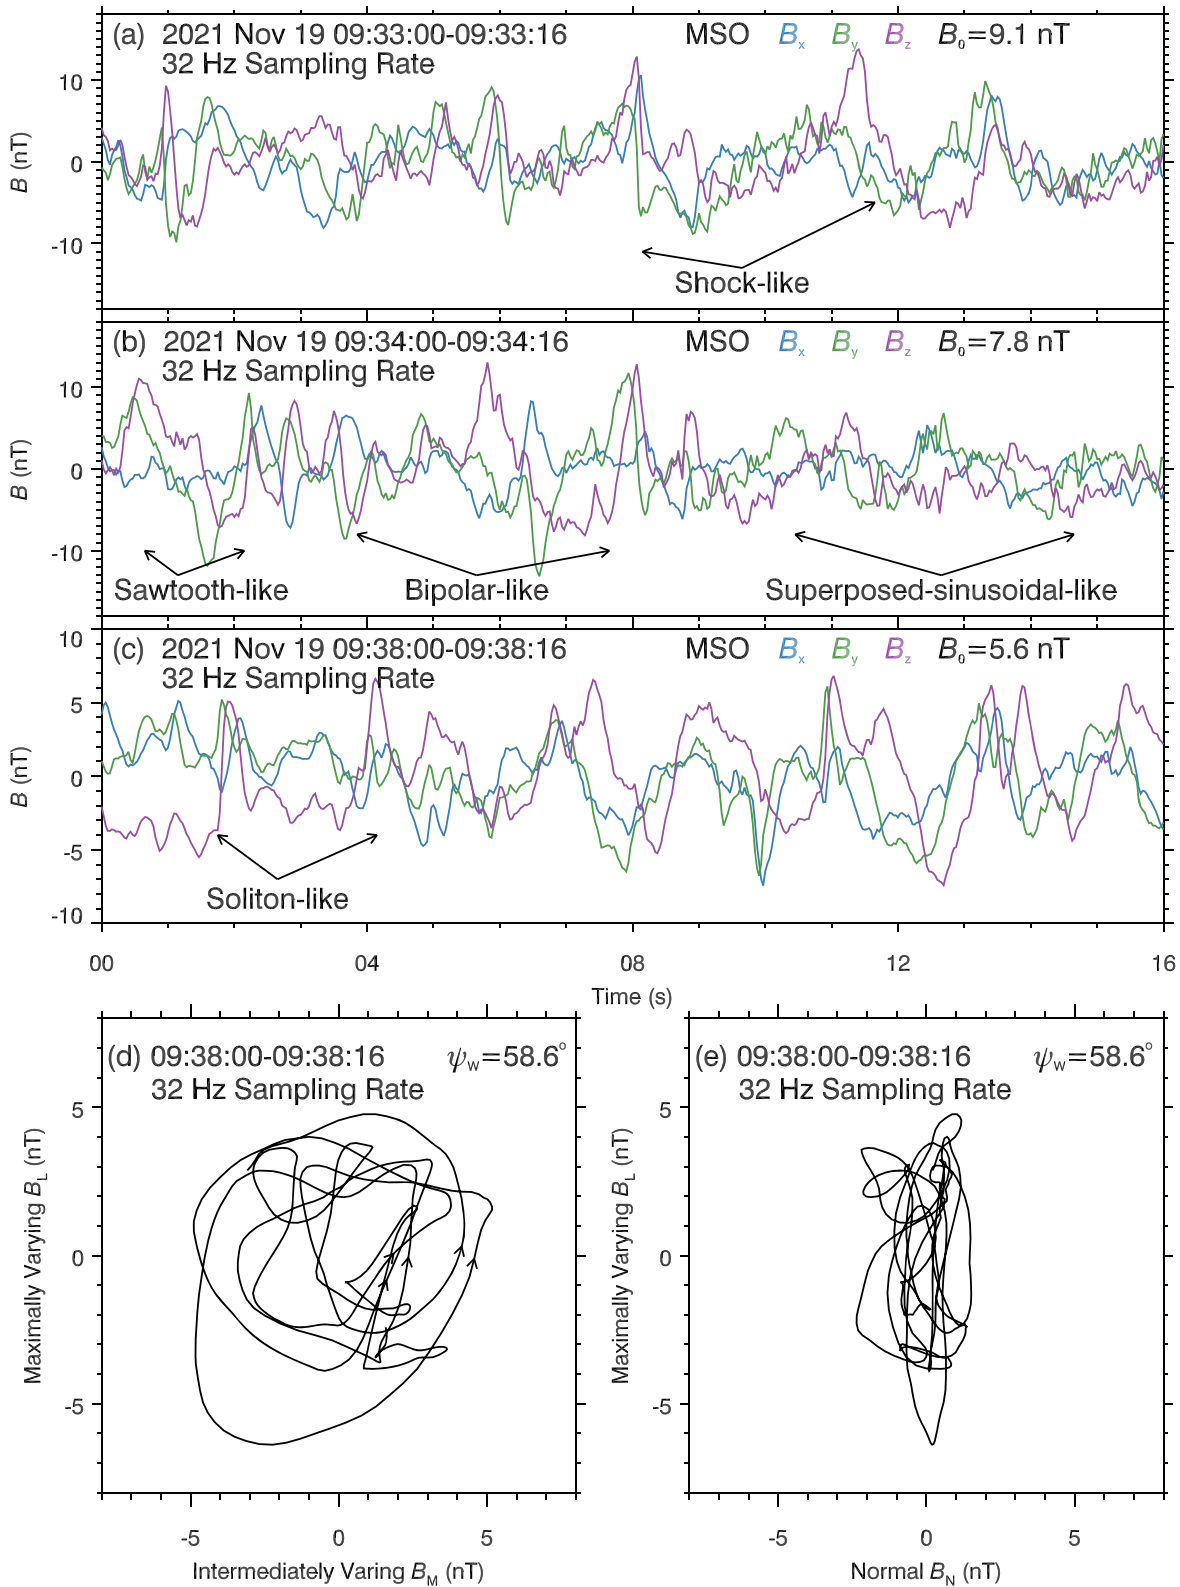 (a) 2021 Nov 19 09:33:00-09:33:16 MSO Bx By Bz B0=9.1 nT
32 Hz Sampling Rate
10
0
-10
B (nT)
Shock-like
(b) 2021 Nov 19 09:34:00-09:34:16 MSO Bx By Bz B0=7.8 nT
32 Hz Sampling Rate
10
0
-10
B (nT)
Sawtooth-like Bipolar-like Superposed-sinusoidal-like
10
(c) 2021 Nov 19 09:38:00-09:38:16 MSO Bx By Bz B0=5.6 nT
32 Hz Sampling Rate
5
0
-5
-10
B (nT)
Soliton-like
00 04 08 12 16
Time (s)
(d) 09:38:00-09:38:16 ψw=58.6°
32 Hz Sampling Rate
5
0
-5
Maximally Varying BL (nT)
-5 0 5
Intermediately Varing BM (nT)
(e) 09:38:00-09:38:16 ψw=58.6°
32 Hz Sampling Rate
5
0
-5
Maximally Varying BL (nT)
-5 0 5
Normal BN (nT)